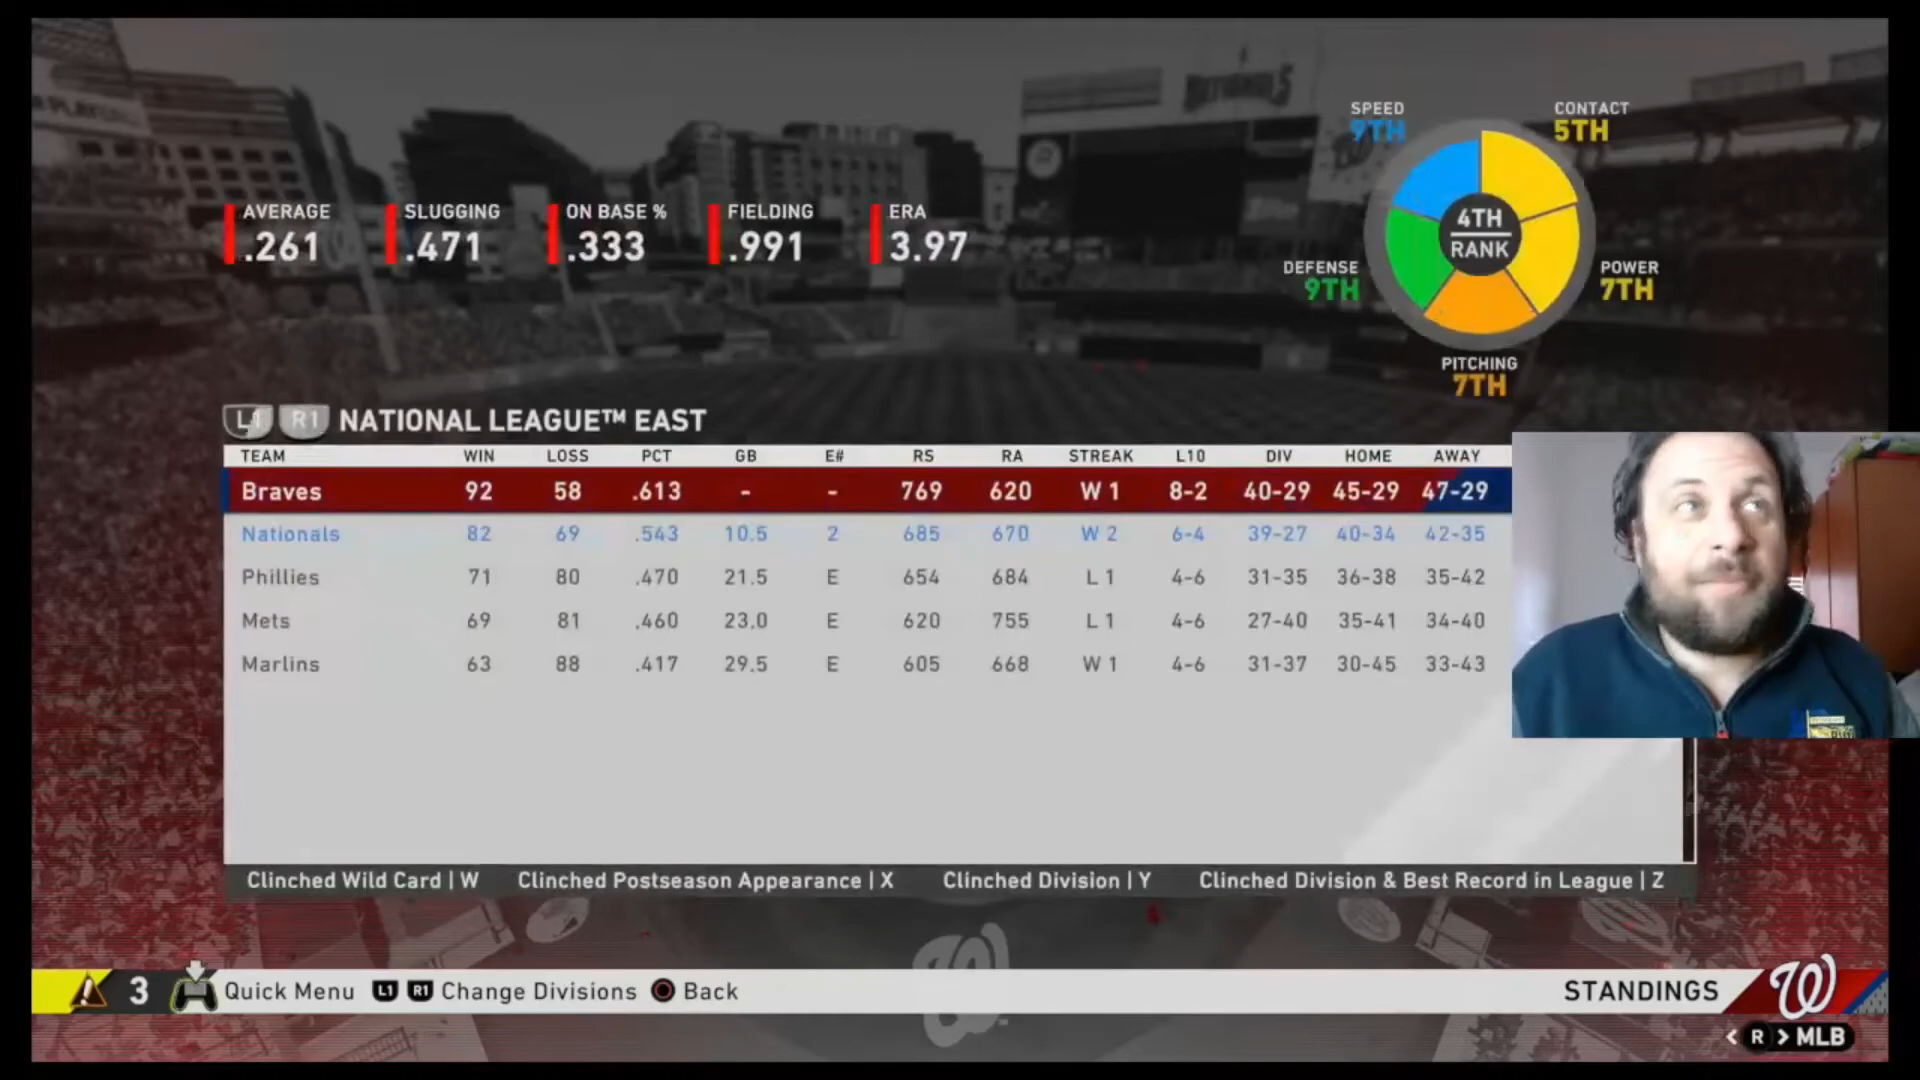 SPEED
9TH
CONTACT
5TH
AVERAGE SLUGGING ON BASE % FIELDING ERA
.261 .471 .333 .991 3.97
4TH
RANK
DEFENSE
9TH
POWER
7TH
PITCHING
7TH
L1 R1 NATIONAL LEAGUE™ EAST
TEAM WIN LOSS PCT GB E# RS RA STREAK L10 DIV HOME AWAY
Braves 92 58 .613 - - 769 620 W 1 8-2 40-29 45-29 47-29
Nationals 82 69 .543 10.5 2 685 670 W 2 6-4 39-27 40-34 42-35
Phillies 71 80 .470 21.5 E 654 684 L 1 4-6 31-35 36-38 35-42
Mets 69 81 .460 23.0 E 620 755 L 1 4-6 27-40 35-41 34-40
Marlins 63 88 .417 29.5 E 605 668 W 1 4-6 31-37 30-45 33-43
Clinched Wild Card | W Clinched Postseason Appearance | X Clinched Division | Y Clinched Division & Best Record in League | Z
3 Quick Menu L1 R1 Change Divisions Back STANDINGS W
< R > MLB